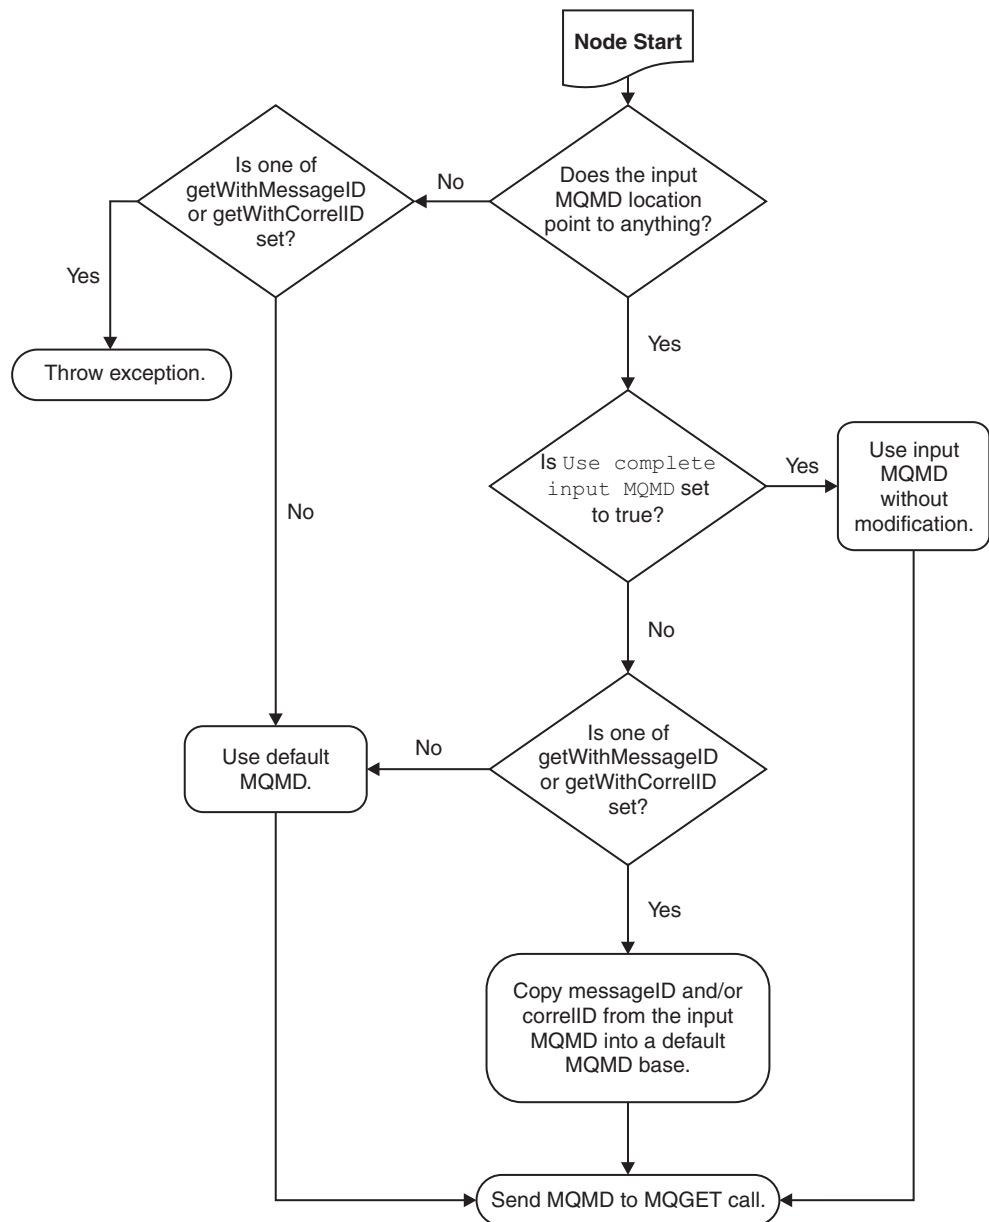 Node Start
Is one of
getWithMessageID
or getWithCorrelID
set?
No
Does the input
MQMD location
point to anything?
Yes
Throw exception.
Yes
No
Is Use complete
input MQMD set
to true?
Yes
Use input
MQMD
without
modification.
No
Use default
MQMD.
No
Is one of
getWithMessageID
or getWithCorrelID
set?
Yes
Copy messageID and/or
correlID from the input
MQMD into a default
MQMD base.
Send MQMD to MQGET call.